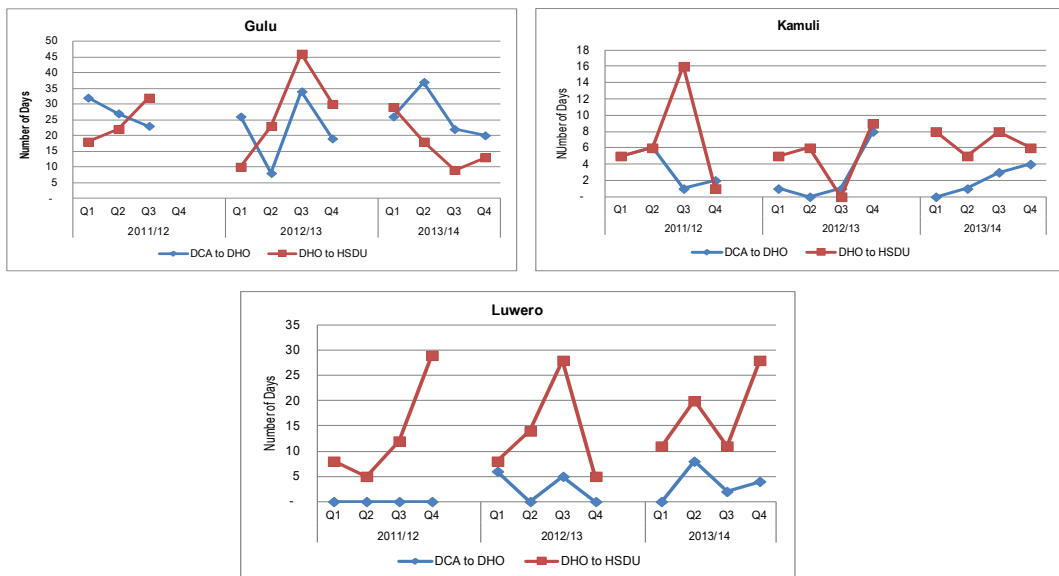 Gulu
Number of Days
50
45
40
35
30
25
20
15
10
5
-
Q1 Q2 Q3 Q4 Q1 Q2 Q3 Q4 Q1 Q2 Q3 Q4
2011/12 2012/13 2013/14
DCA to DHO DHO to HSDU
Kamuli
NUmber of Days
18
16
14
12
10
8
6
4
2
-
Q1 Q2 Q3 Q4 Q1 Q2 Q3 Q4 Q1 Q2 Q3 Q4
2011/12 2012/13 2013/14
DCA to DHO DHO to HSDU
Luwero
Number of Days
35
30
25
20
15
10
5
-
Q1 Q2 Q3 Q4 Q1 Q2 Q3 Q4 Q1 Q2 Q3 Q4
2011/12 2012/13 2013/14
DCA to DHO DHO to HSDU